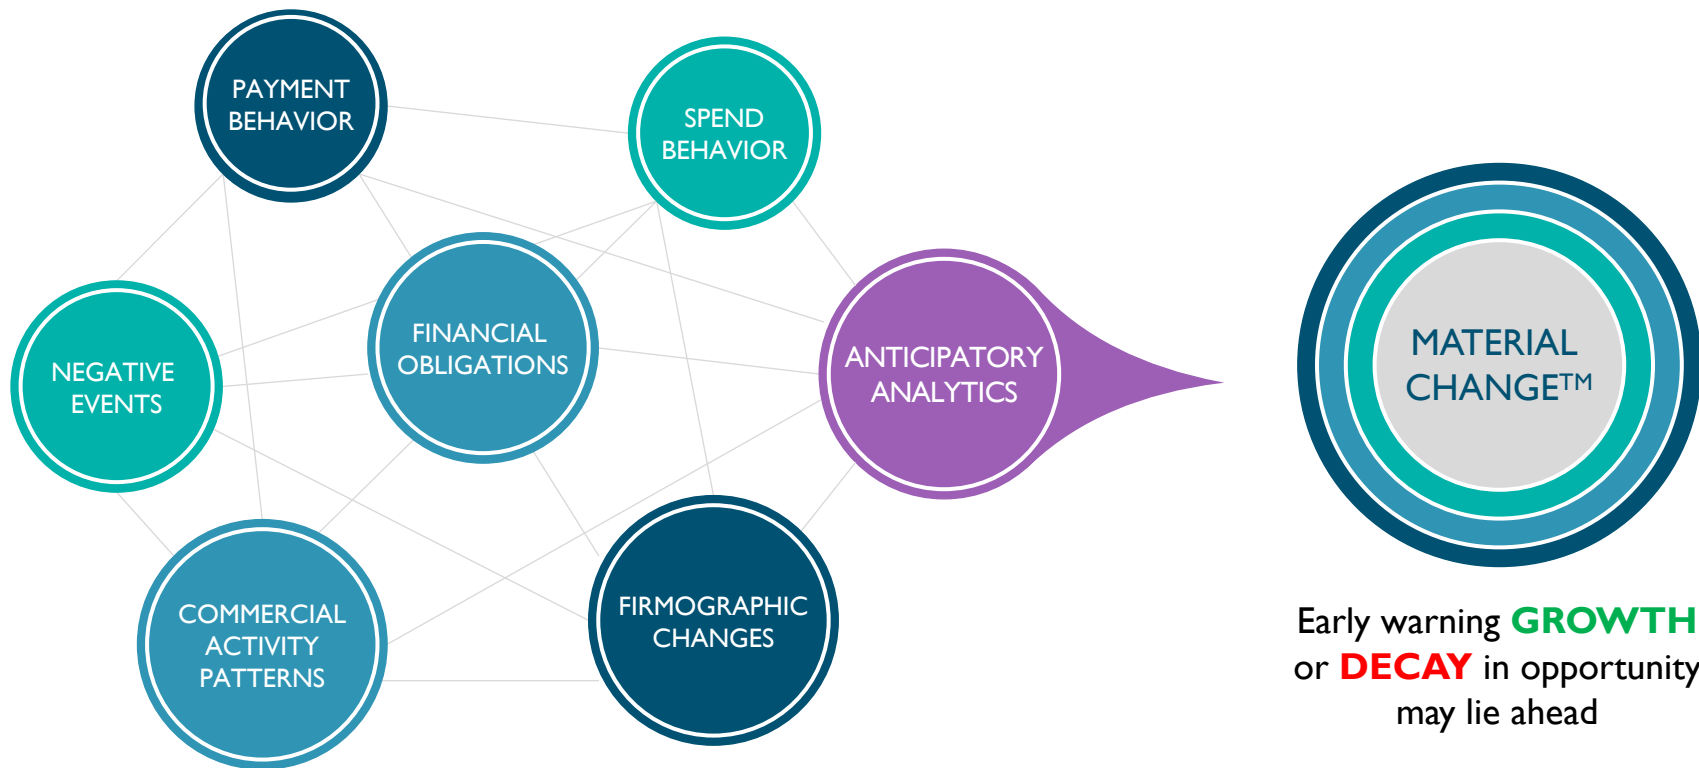 PAYMENT
BEHAVIOR
SPEND
BEHAVIOR
FINANCIAL
OBLIGATIONS
NEGATIVE
EVENTS
ANTICIPATORY
ANALYTICS
COMMERCIAL
ACTIVITY
PATTERNS
FIRMOGRAPHIC
CHANGES
MATERIAL
CHANGE™
Early warning GROWTH
or DECAY in opportunity
may lie ahead